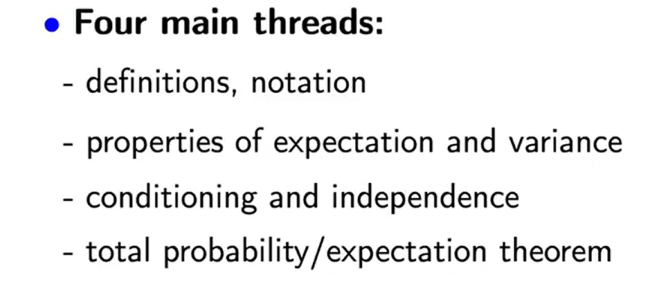 • Four main threads:
- definitions, notation
- properties of expectation and variance
- conditioning and independence
- total probability/expectation theorem